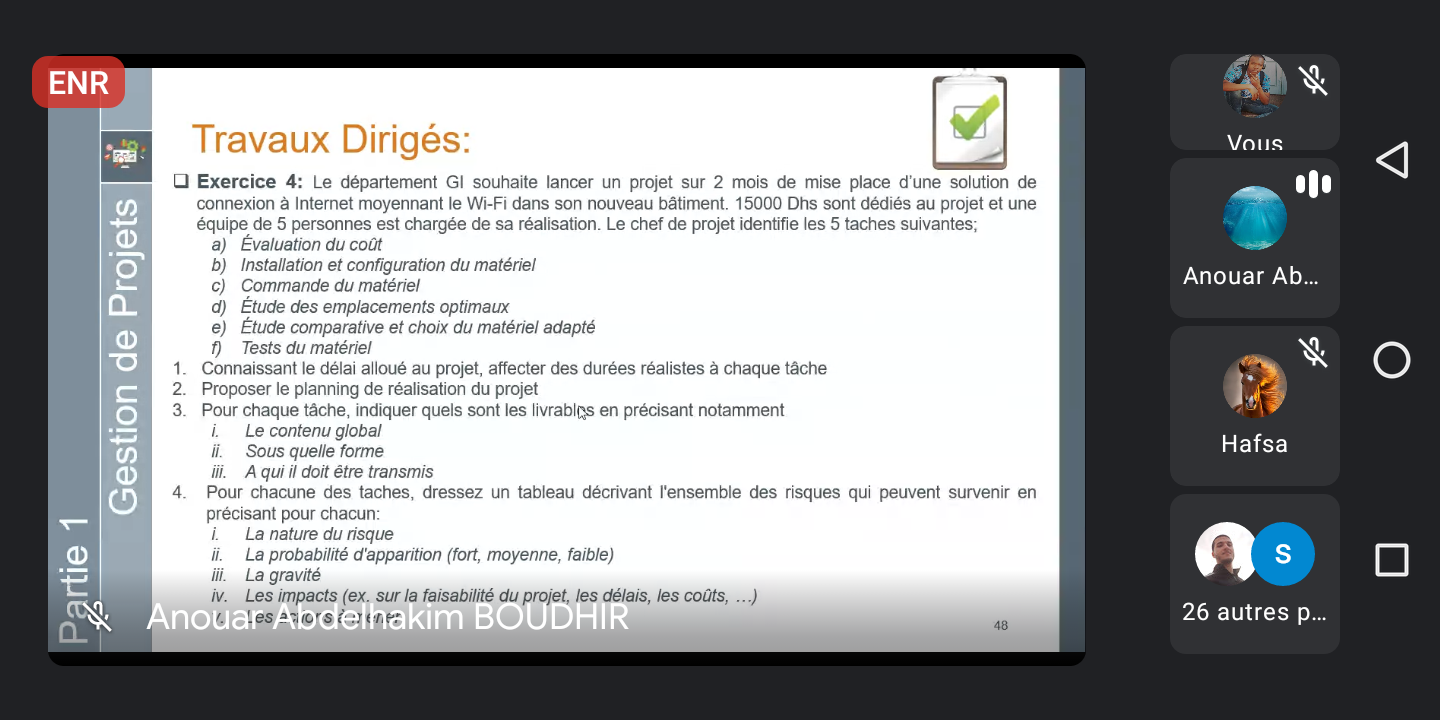 ENR
Travaux Dirigés:
Exercice 4: Le département GI souhaite lancer un projet sur 2 mois de mise place d'une solution de
connexion à Internet moyennant le Wi-Fi dans son nouveau bâtiment. 15000 Dhs sont dédiés au projet et une
équipe de 5 personnes est chargée de sa réalisation. Le chef de projet identifie les 5 taches suivantes;
a) Évaluation du coût
b) Installation et configuration du matériel
c) Commande du matériel
d) Étude des emplacements optimaux
e) Étude comparative et choix du matériel adapté
f) Tests du matériel
1. Connaissant le délai alloué au projet, affecter des durées réalistes à chaque tâche
2. Proposer le planning de réalisation du projet
3. Pour chaque tâche, indiquer quels sont les livrables en précisant notamment
i. Le contenu global
ii. Sous quelle forme
iii. A qui il doit être transmis
4. Pour chacune des taches, dressez un tableau décrivant l'ensemble des risques qui peuvent survenir en
précisant pour chacun:
i. La nature du risque
ii. La probabilité d'apparition (fort, moyenne, faible)
iii. La gravité
iv. Les impacts (ex. sur la faisabilité du projet, les délais, les coûts, …)
v. Les actions à mener
Anouar Abdelhakim BOUDHIR
48
Partie 1
Gestion de Projets
Vous
Anouar Ab...
Hafsa
S
26 autres p...